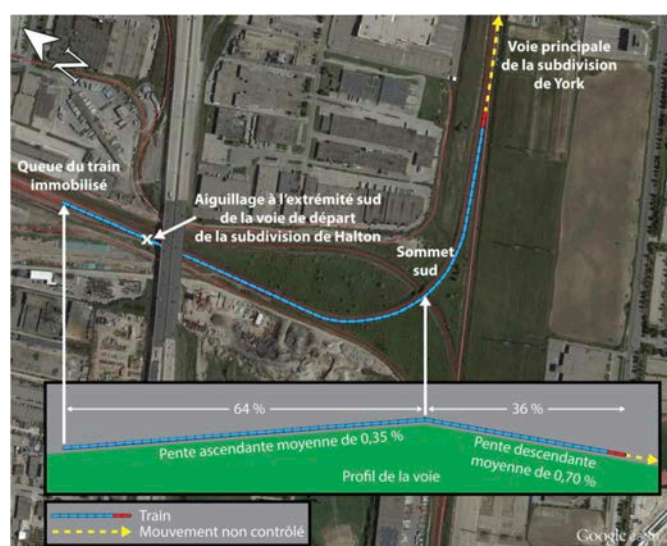 N
Voie principale
de la subdivision
de York
Queue du train
immobilisé
Aiguillage à l'extrémité sud
de la voie de départ
de la subdivision de Halton
Sommet
sud
64 %
36 %
Pente ascendante moyenne de 0,35 %
Pente descendante
moyenne de 0,70 %
Profil de la voie
Train
Mouvement non contrôlé
Google